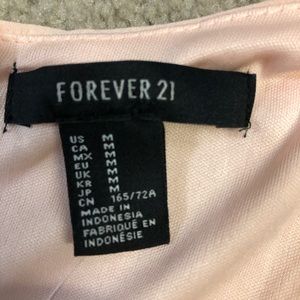 FOREVER 21
US M
CA M
MX M
EU M
UK M
KR M
JP M
CN 165/72A
MADE IN
INDONESIA
FABRIQUÉ EN
INDONÉSIE